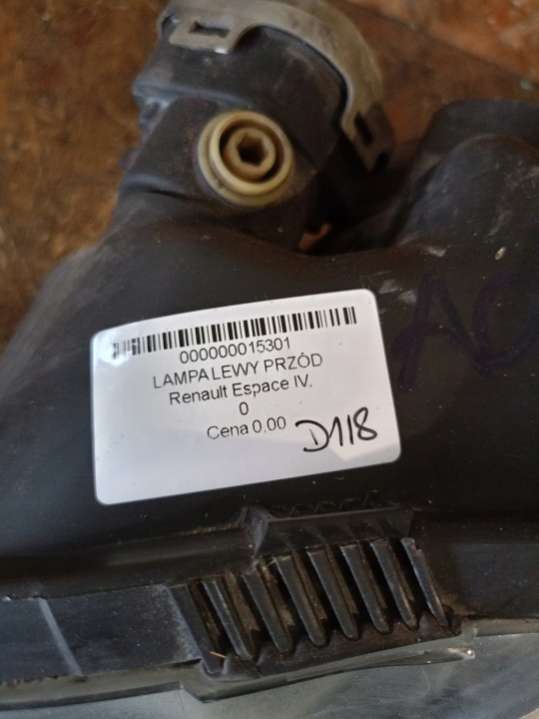 000000015301
LAMPA LEWY PRZÓD
Renault Espace IV.
0
Cena 0.00
D118